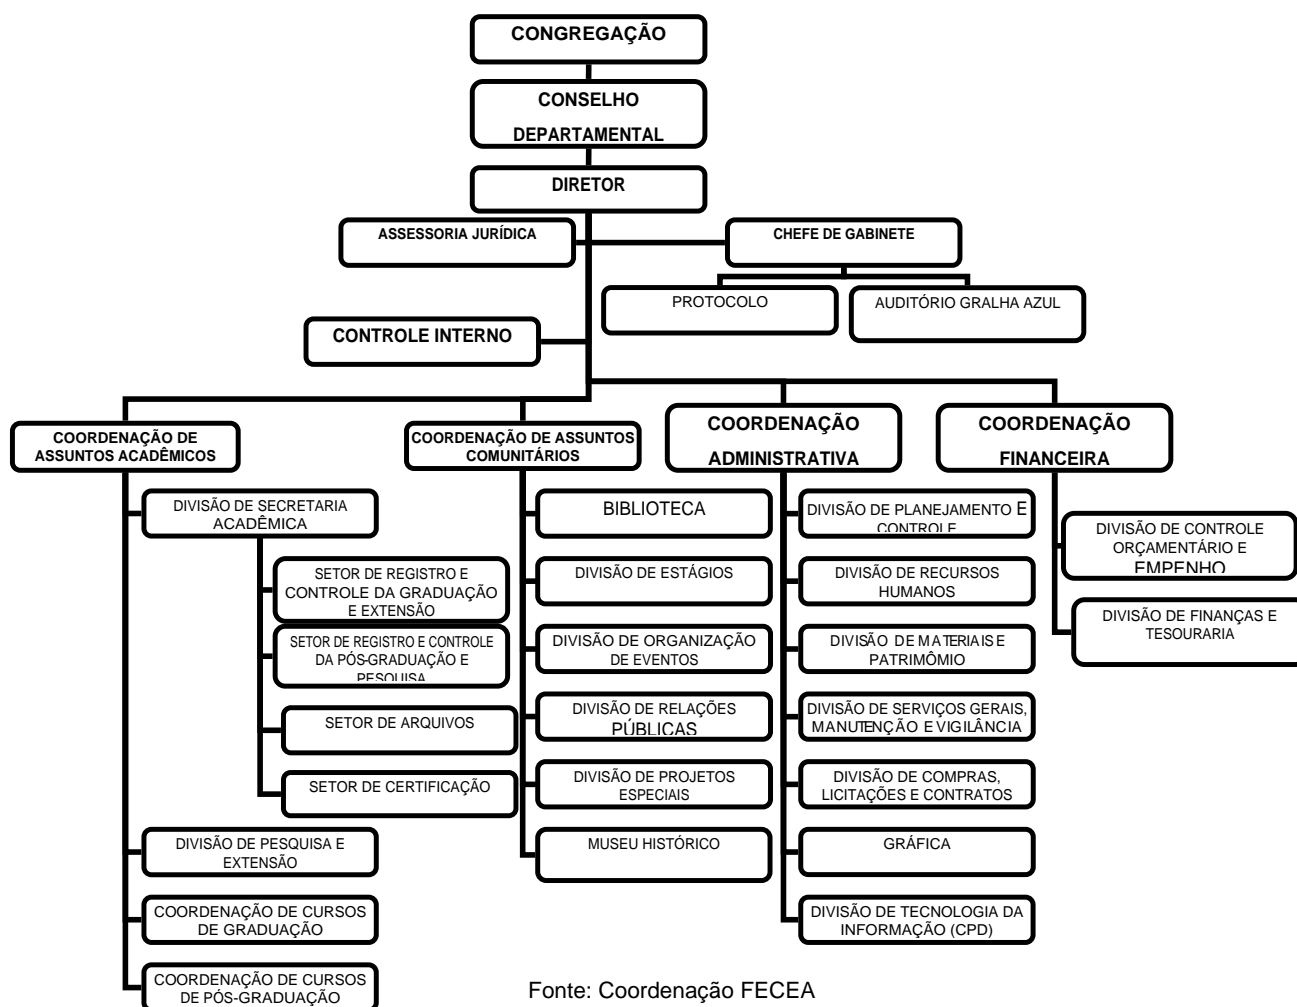 CONGREGAÇÃO
CONSELHO
DEPARTAMENTAL
DIRETOR
ASSESSORIA JURÍDICA
CHEFE DE GABINETE
PROTOCOLO
AUDITÓRIO GRALHA AZUL
CONTROLE INTERNO
COORDENAÇÃO DE
ASSUNTOS ACADÊMICOS
DIVISÃO DE SECRETARIA
ACADÊMICA
SETOR DE REGISTRO E
CONTROLE DA GRADUAÇÃO
E EXTENSÃO
SETOR DE REGISTRO E CONTROLE
DA PÓS-GRADUAÇÃO E
PESQUISA
SETOR DE ARQUIVOS
SETOR DE CERTIFICAÇÃO
DIVISÃO DE PESQUISA E
EXTENSÃO
COORDENAÇÃO DE CURSOS
DE GRADUAÇÃO
COORDENAÇÃO DE CURSOS
DE PÓS-GRADUAÇÃO
COORDENAÇÃO DE ASSUNTOS
COMUNITÁRIOS
BIBLIOTECA
DIVISÃO DE ESTÁGIOS
DIVISÃO DE ORGANIZAÇÃO
DE EVENTOS
DIVISÃO DE RELAÇÕES
PÚBLICAS
DIVISÃO DE PROJETOS
ESPECIAIS
MUSEU HISTÓRICO
COORDENAÇÃO
ADMINISTRATIVA
DIVISÃO DE PLANEJAMENTO E
CONTROLE
DIVISÃO DE RECURSOS
HUMANOS
DIVISÃO DE MATERIAIS E
PATRIMÔMIO
DIVISÃO DE SERVIÇOS GERAIS,
MANUTENÇÃO E VIGILÂNCIA
DIVISÃO DE COMPRAS,
LICITAÇÕES E CONTRATOS
GRÁFICA
DIVISÃO DE TECNOLOGIA DA
INFORMAÇÃO (CPD)
COORDENAÇÃO
FINANCEIRA
DIVISÃO DE CONTROLE
ORÇAMENTÁRIO E
EMPENHO
DIVISÃO DE FINANÇAS E
TESOURARIA
Fonte: Coordenação FECEA